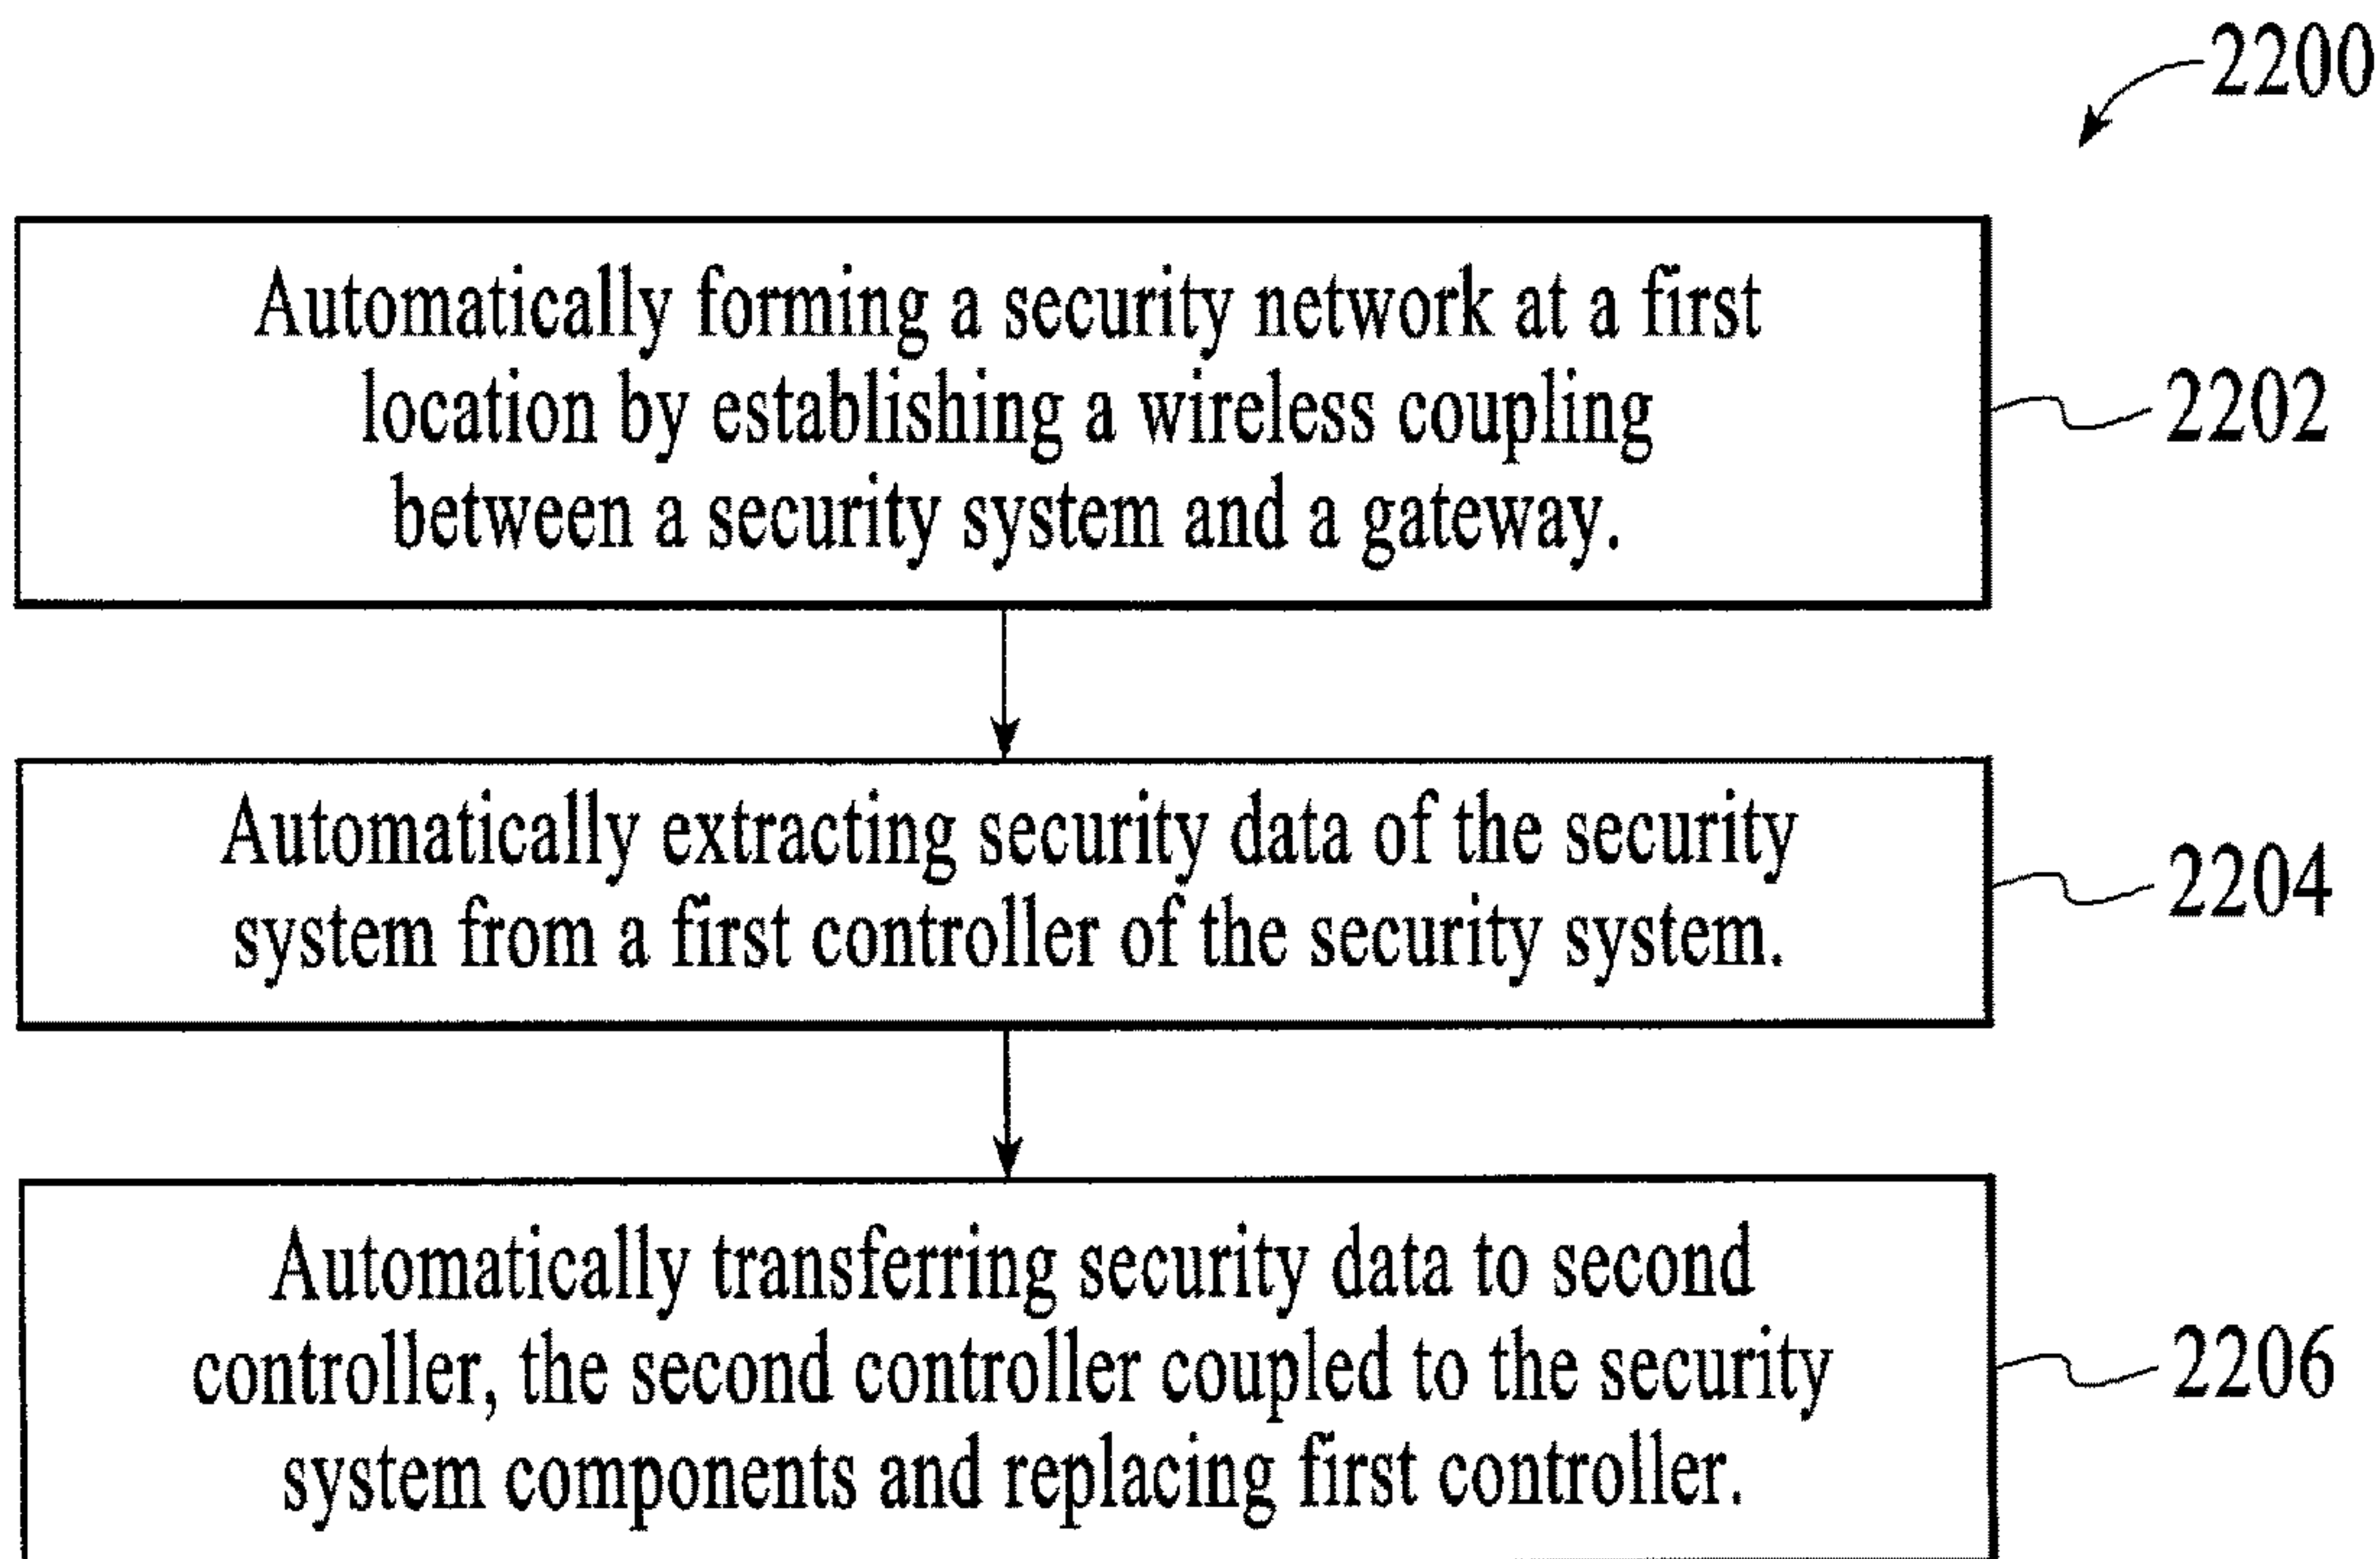 2200
Automatically forming a security network at a first
location by establishing a wireless coupling
between a security system and a gateway.
2202
Automatically extracting security data of the security
system from a first controller of the security system.
2204
Automatically transferring security data to second
controller, the second controller coupled to the security
system components and replacing first controller.
2206